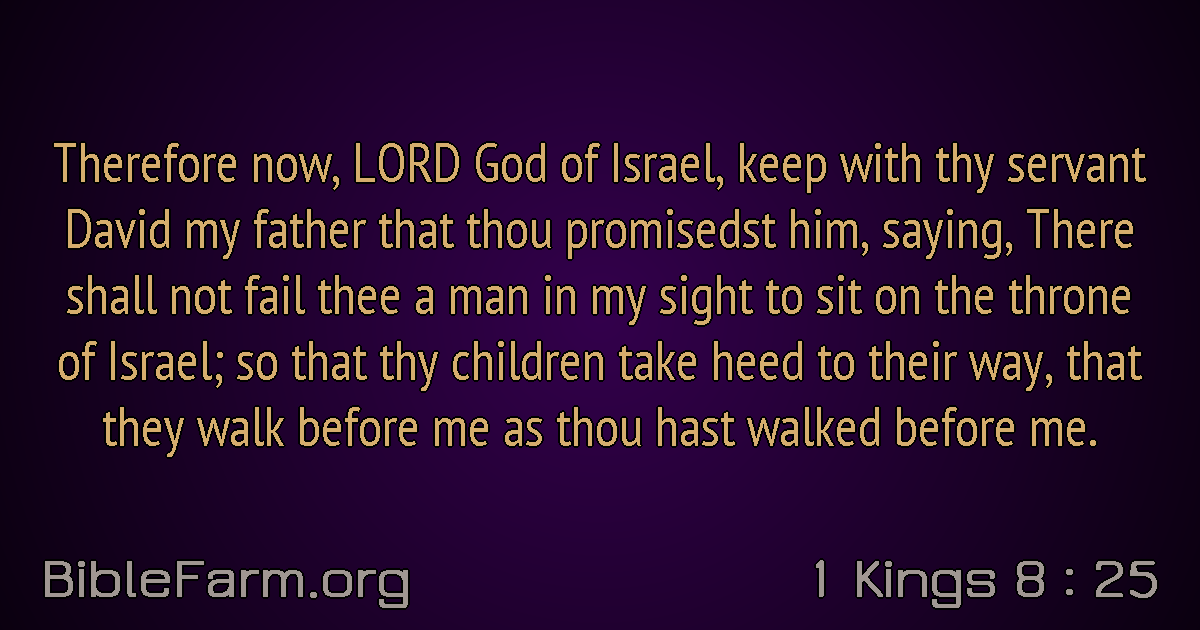 Therefore now, LORD God of Israel, keep with thy servant
David my father that thou promisedst him, saying, There
shall not fail thee a man in my sight to sit on the throne
of Israel; so that thy children take heed to their way, that
they walk before me as thou hast walked before me.
BibleFarm.org
1 Kings 8 : 25